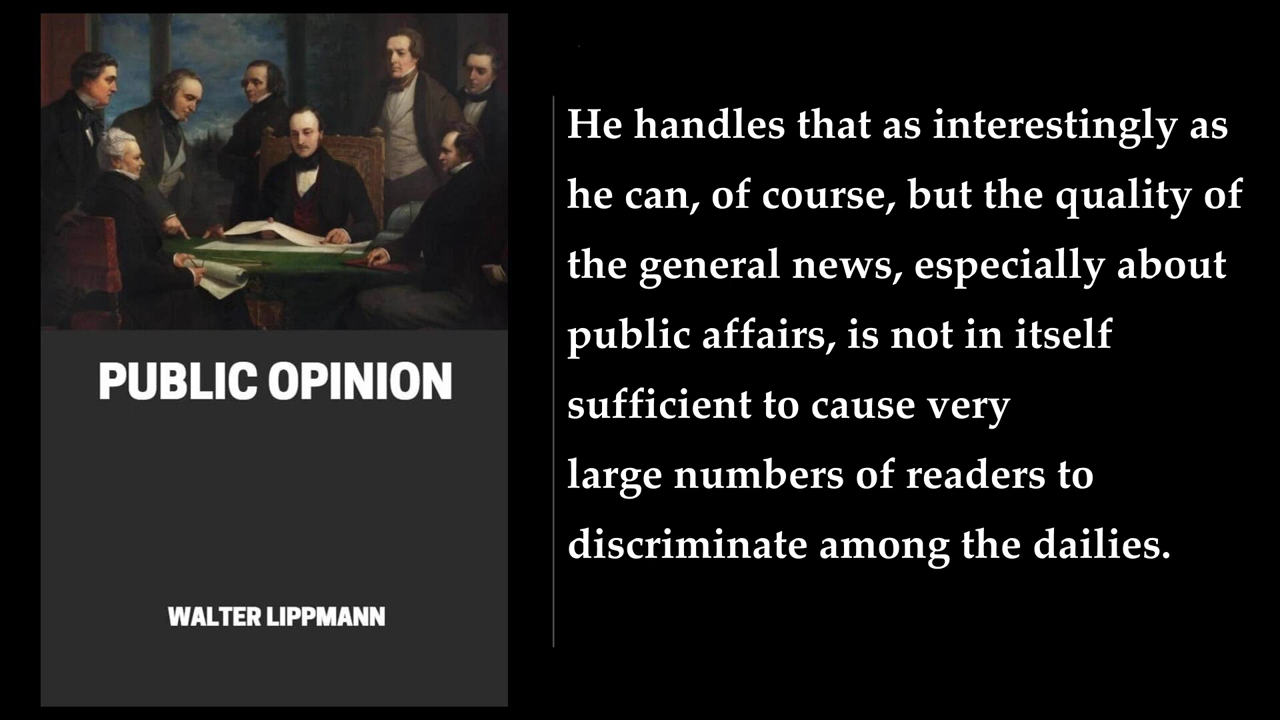 PUBLIC OPINION
WALTER LIPPMANN
He handles that as interestingly as
he can, of course, but the quality of
the general news, especially about
public affairs, is not in itself
sufficient to cause very
large numbers of readers to
discriminate among the dailies.